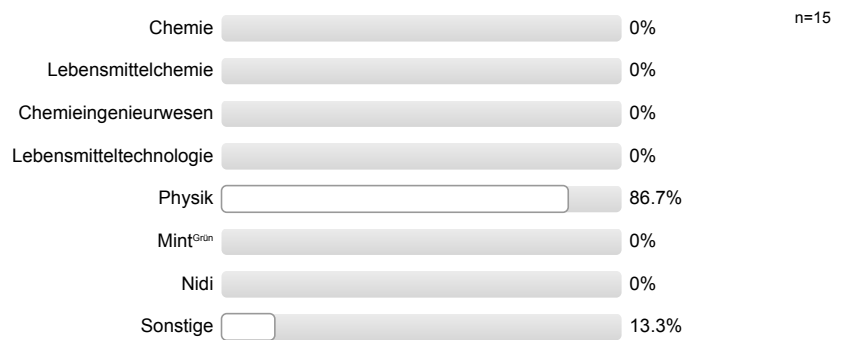 n=15
Chemie 0%
Lebensmittelchemie 0%
Chemieingenieurwesen 0%
Lebensmitteltechnologie 0%
Physik 86.7%
MintGrün 0%
Nidi 0%
Sonstige 13.3%